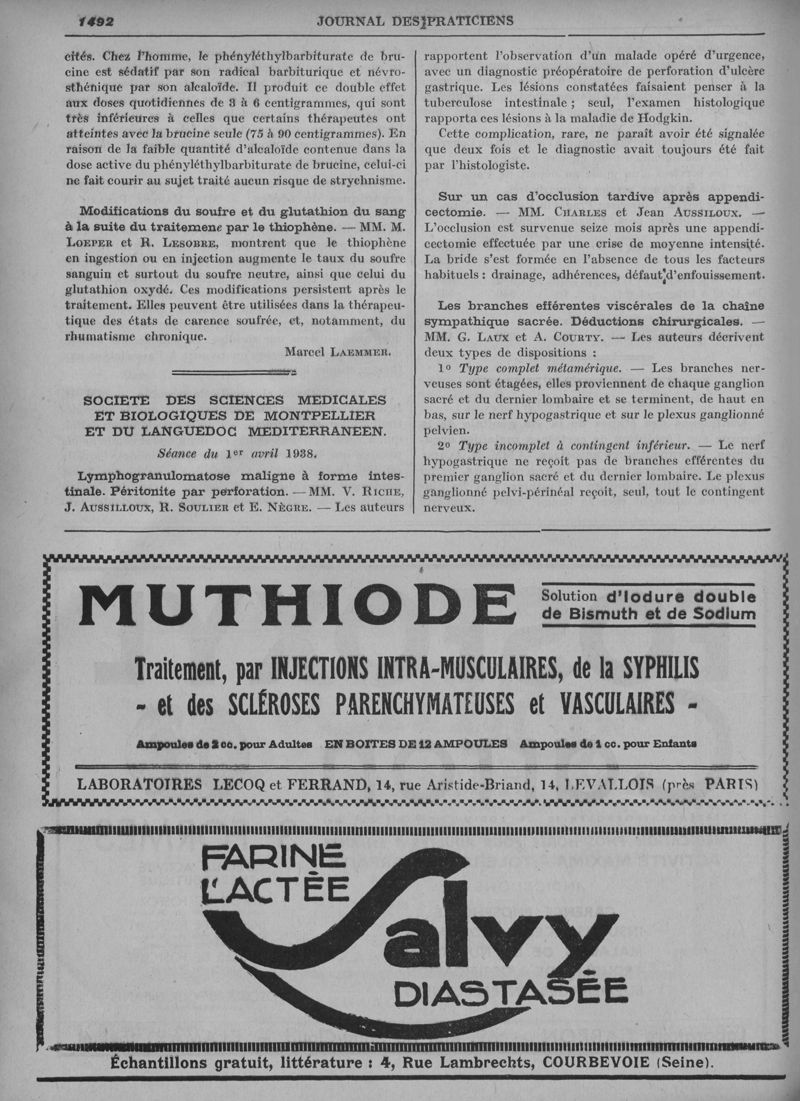 1492
JOURNAL DES PRATICIENS
cités. Chez l'homme, le phényléthylbarbiturate de bru-
cine est sédatif par son radical barbiturique et névro-
sthénique par son alcaloïde. Il produit ce double effet
aux doses quotidiennes de 3 à 6 centigrammes, qui sont
très inférieures à celles que certains thérapeutes ont
atteintes avec la brucine seule (75 à 90 centigrammes). En
raison de la faible quantité d'alcaloïde contenue dans la
dose active du phényléthylbarbiturate de brucine, celui-ci
ne fait courir au sujet traité aucun risque de strychnisme.
Modifications du soufre et du glutathion du sang
à la suite du traitemene par le thiophène. — MM. M.
LOEPER et R. LESOBRE, montrent que le thiophène
en ingestion ou en injection augmente le taux du soufre
sanguin et surtout du soufre neutre, ainsi que celui du
glutathion oxydé. Ces modifications persistent après le
traitement. Elles peuvent être utilisées dans la thérapeu-
tique des états de carence soufrée, et, notamment, du
rhumatisme chronique.
Marcel LAEMMER.
SOCIETE DES SCIENCES MEDICALES
ET BIOLOGIQUES DE MONTPELLIER
ET DU LANGUEDOC MEDITERRANEEN.
Séance du 1er avril 1938.
Lymphogranulomatose maligne à forme intes-
tinale. Péritonite par perforation. — MM. V. RICHE,
J. AUSSILLOUX, R. SOULIER et E. NÈGRE. — Les auteurs
rapportent l'observation d'un malade opéré d'urgence,
avec un diagnostic préopératoire de perforation d'ulcère
gastrique. Les lésions constatées faisaient penser à la
tuberculose intestinale ; seul, l'examen histologique
rapporta ces lésions à la maladie de Hodgkin.
Cette complication, rare, ne paraît avoir été signalée
que deux fois et le diagnostic avait toujours été fait
par l'histologiste.
Sur un cas d'occlusion tardive après appendi-
cectomie. — MM. CHARLES et Jean AUSSILOUX. —
L'occlusion est survenue seize mois après une appendi-
cectomie effectuée par une crise de moyenne intensité.
La bride s'est formée en l'absence de tous les facteurs
habituels : drainage, adhérences, défaut d'enfouissement.
Les branches efférentes viscérales de la chaîne
sympathique sacrée. Déductions chirurgicales. —
MM. G. LAUX et A. COURTY. — Les auteurs décrivent
deux types de dispositions :
1º Type complet métamérique. — Les branches ner-
veuses sont étagées, elles proviennent de chaque ganglion
sacré et du dernier lombaire et se terminent, de haut en
bas, sur le nerf hypogastrique et sur le plexus ganglionné
pelvien.
2º Type incomplet à contingent inférieur. — Le nerf
hypogastrique ne reçoit pas de branches efférentes du
premier ganglion sacré et du dernier lombaire. Le plexus
ganglionné pelvi-périnéal reçoit, seul, tout le contingent
nerveux.
MUTHIODE
Solution d'Iodure double
de Bismuth et de Sodium
Traitement, par INJECTIONS INTRA-MUSCULAIRES, de la SYPHILIS
- et des SCLÉROSES PARENCHYMATEUSES et VASCULAIRES -
Ampoules de 2 cc. pour Adultes EN BOITES DE 12 AMPOULES Ampoules de 1 cc. pour Enfants
LABORATOIRES LECOQ et FERRAND, 14, rue Aristide-Briand, 14, LEVALLOIS (près PARIS)
FARINE
LACTÉE
Salvy
DIASTASÉE
Échantillons gratuit, littérature : 4, Rue Lambrechts, COURBEVOIE (Seine).